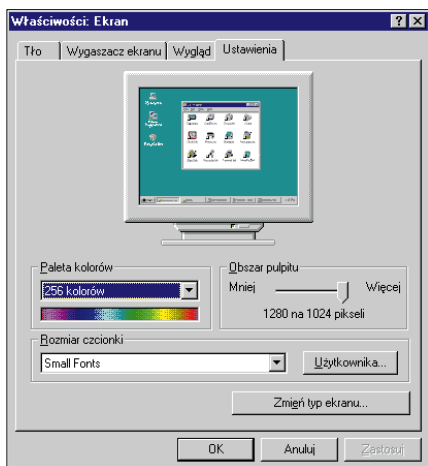 Właściwości: Ekran
Tło Wygaszacz ekranu Wygląd Ustawienia
Paleta kolorów
256 kolorów
Obszar pulpitu
Mniej Więcej
1280 na 1024 pikseli
Rozmiar czcionki
Small Fonts
Użytkownika...
Zmień typ ekranu...
OK Anuluj Zastosuj